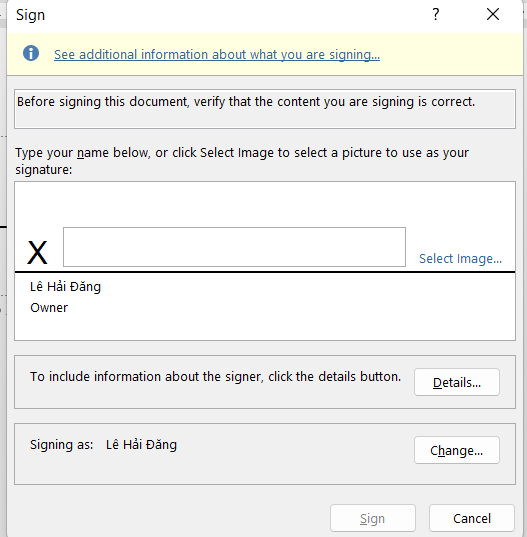 Sign
?
See additional information about what you are signing...
Before signing this document, verify that the content you are signing is correct.
Type your name below, or click Select Image to select a picture to use as your
signature:
X
Select Image...
Lê Hải Đăng
Owner
To include information about the signer, click the details button.
Details...
Signing as: Lê Hải Đăng
Change...
Sign
Cancel